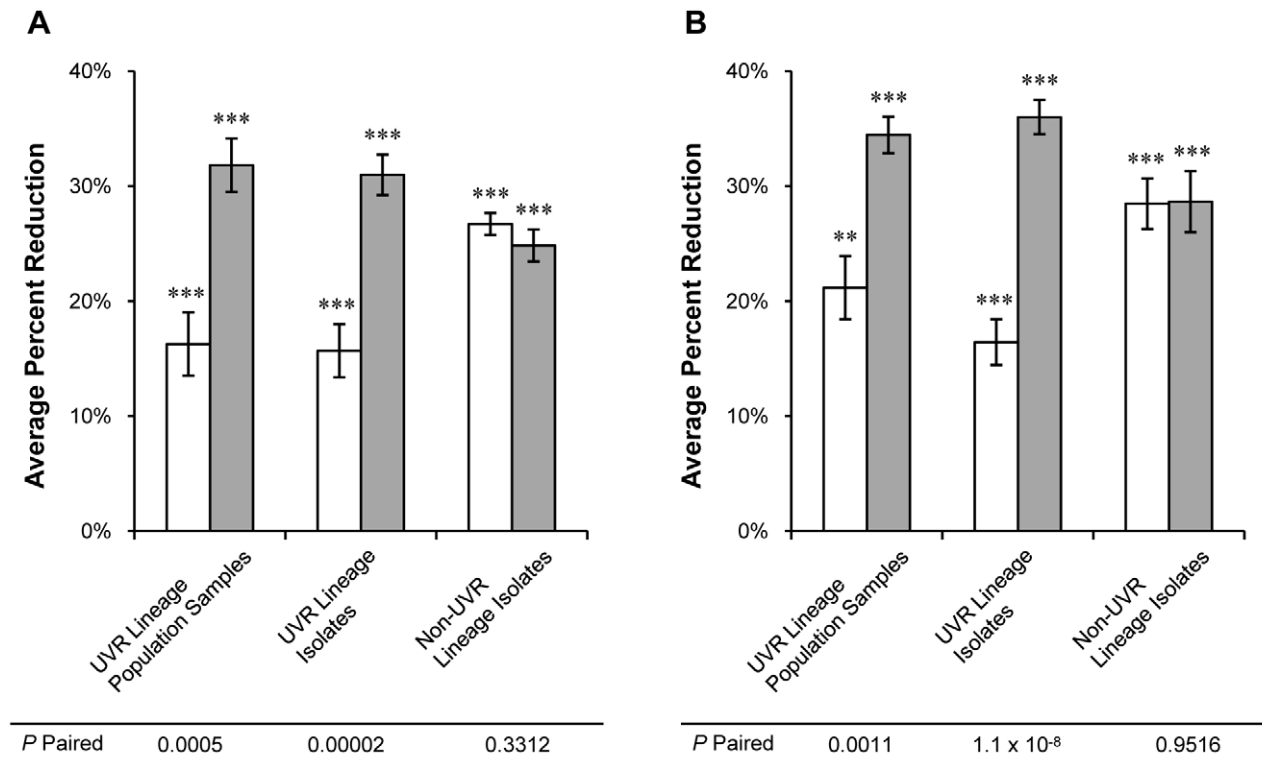 A
Average Percent Reduction
40%
30%
20%
10%
0%
***
***
***
***
***
***
UVR Lineage
Population Samples
UVR Lineage
Isolates
Non-UVR
Lineage Isolates
P Paired 0.0005 0.00002 0.3312
B
Average Percent Reduction
40%
30%
20%
10%
0%
**
***
***
***
***
***
UVR Lineage
Population Samples
UVR Lineage
Isolates
Non-UVR
Lineage Isolates
P Paired 0.0011 1.1 x 10⁻⁸ 0.9516